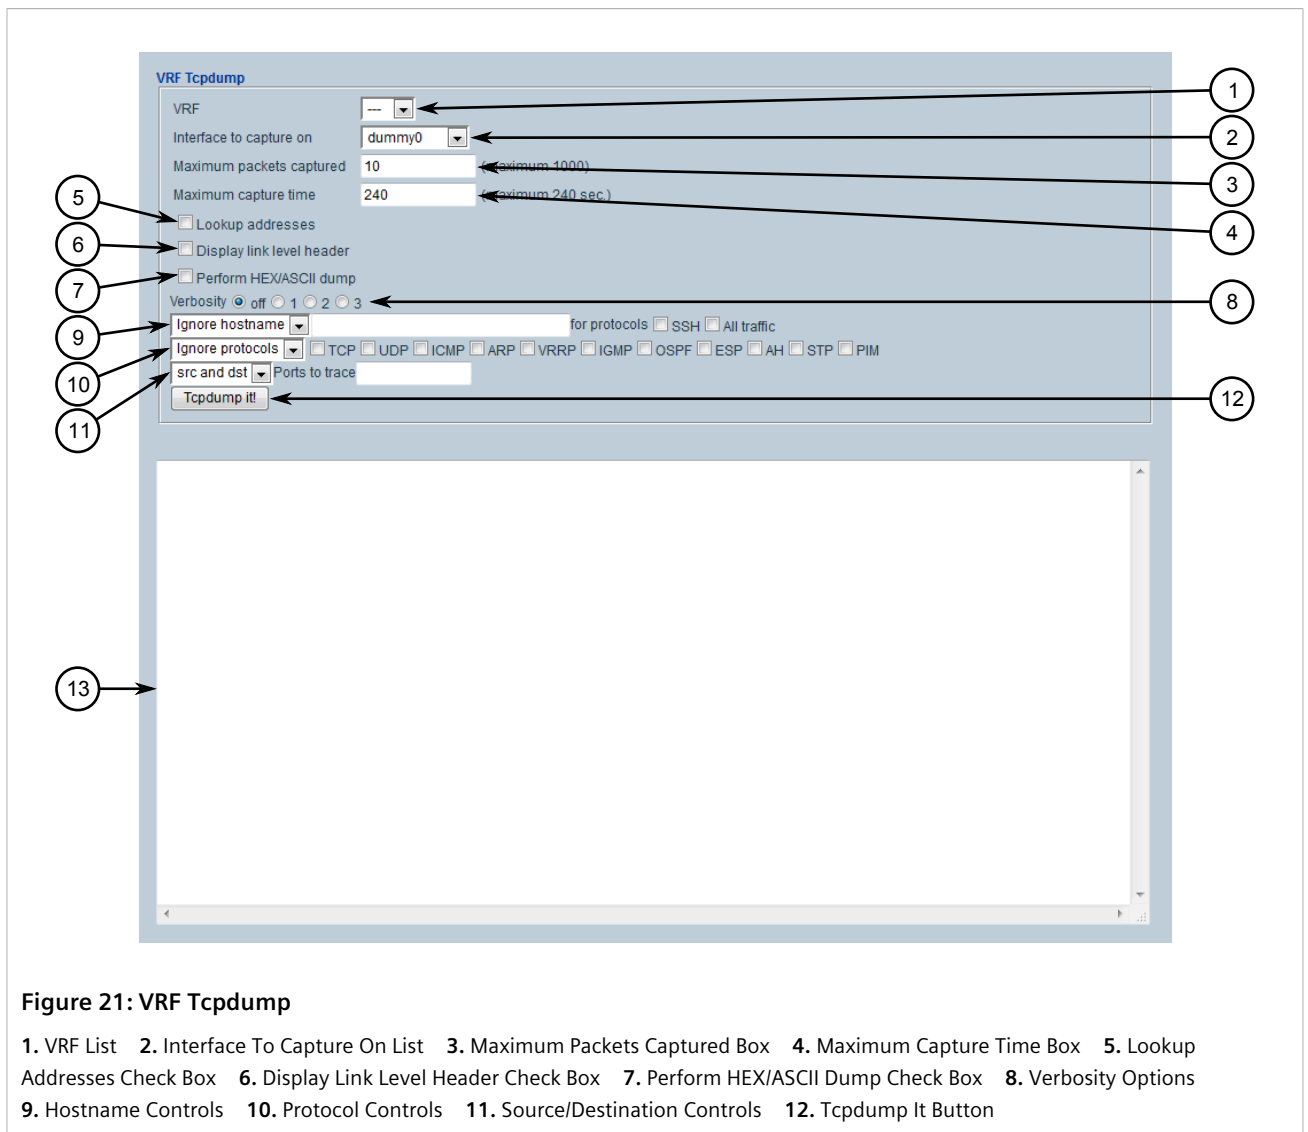 VRF Tcpdump
VRF --- 1
Interface to capture on dummy0 2
Maximum packets captured 10 (maximum 1000) 3
Maximum capture time 240 (maximum 240 sec.) 4
5 Lookup addresses
6 Display link level header
7 Perform HEX/ASCII dump
Verbosity off 1 2 3 8
9 Ignore hostname for protocols SSH All traffic
10 Ignore protocols TCP UDP ICMP ARP VRRP IGMP OSPF ESP AH STP PIM
11 src and dst Ports to trace
Tcpdump it! 12
13
Figure 21: VRF Tcpdump
1. VRF List 2. Interface To Capture On List 3. Maximum Packets Captured Box 4. Maximum Capture Time Box 5. Lookup
Addresses Check Box 6. Display Link Level Header Check Box 7. Perform HEX/ASCII Dump Check Box 8. Verbosity Options
9. Hostname Controls 10. Protocol Controls 11. Source/Destination Controls 12. Tcpdump It Button